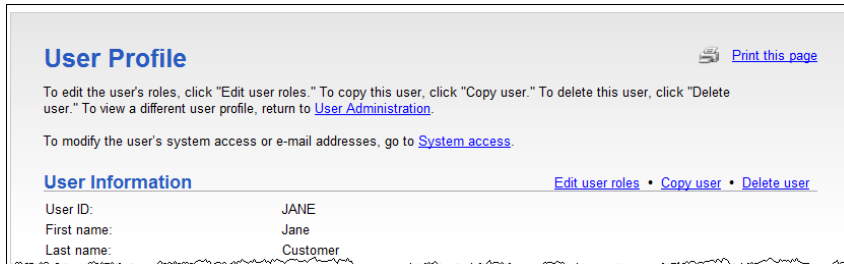 User Profile
Print this page
To edit the user's roles, click "Edit user roles." To copy this user, click "Copy user." To delete this user, click "Delete
user." To view a different user profile, return to User Administration.
To modify the user's system access or e-mail addresses, go to System access.
User Information
Edit user roles • Copy user • Delete user
User ID: JANE
First name: Jane
Last name: Customer